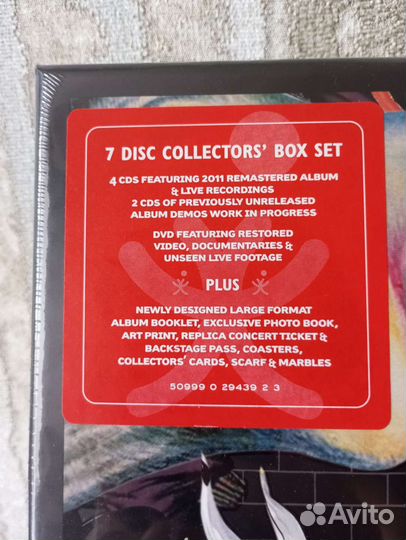 7 DISC COLLECTORS' BOX SET
4 CDS FEATURING 2011 REMASTERED ALBUM
& LIVE RECORDINGS
2 CDS OF PREVIOUSLY UNRELEASED
ALBUM DEMOS WORK IN PROGRESS
DVD FEATURING RESTORED
VIDEO, DOCUMENTARIES &
UNSEEN LIVE FOOTAGE
PLUS
NEWLY DESIGNED LARGE FORMAT
ALBUM BOOKLET, EXCLUSIVE PHOTO BOOK,
ART PRINT, REPLICA CONCERT TICKET &
BACKSTAGE PASS, COASTERS,
COLLECTORS' CARDS, SCARF & MARBLES
50999 0 29439 2 3
Avito